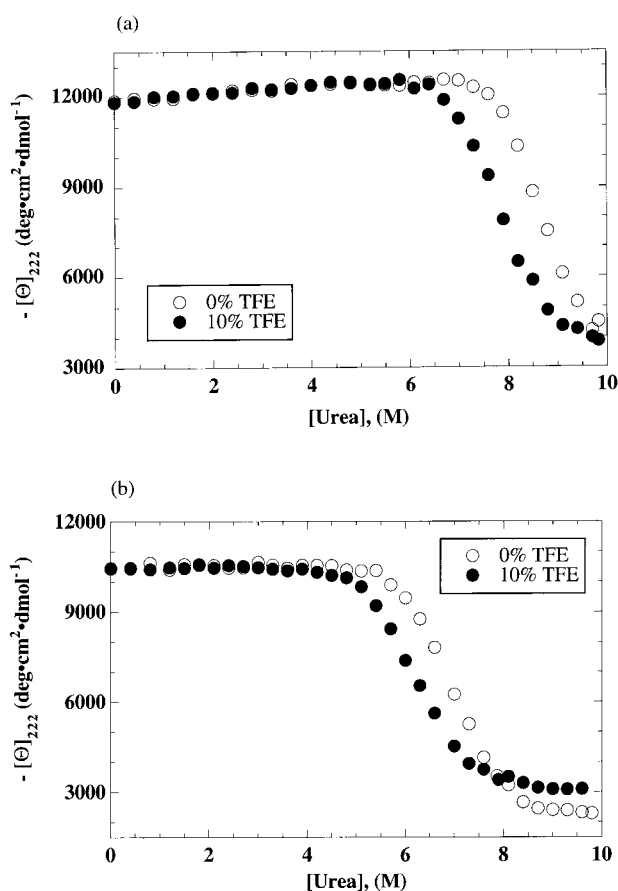 (a)
12000
9000
6000
3000
- [Θ]222 (deg•cm2•dmol-1)
0% TFE
10% TFE
0 2 4 6 8 10
[Urea], (M)
(b)
12000
9000
6000
3000
- [Θ]222 (deg•cm2•dmol-1)
0% TFE
10% TFE
0 2 4 6 8 10
[Urea], (M)